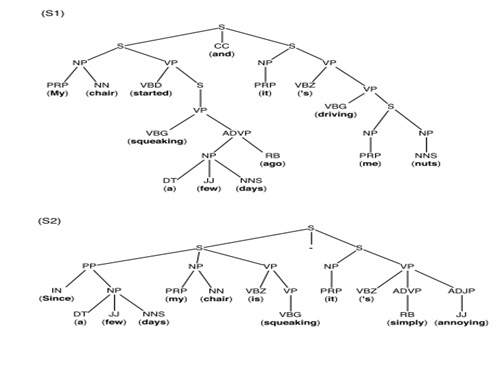 (S1)
S
S CC S
(and)
NP VP NP VP
PRP NN VBD S PRP VBZ VP
(My) (chair) (started) (it) ('s)
VP VBG S
(driving)
VBG ADVP NP NP
(squeaking)
NP RB PRP NNS
(ago) (me) (nuts)
DT JJ NNS
(a) (few) (days)
(S2)
S
S - S
PP NP VP NP VP
IN NP PRP NN VBZ VP PRP VBZ ADVP ADJP
(Since) (my) (chair) (is) (it) ('s)
DT JJ NNS VBG RB JJ
(a) (few) (days) (squeaking) (simply) (annoying)